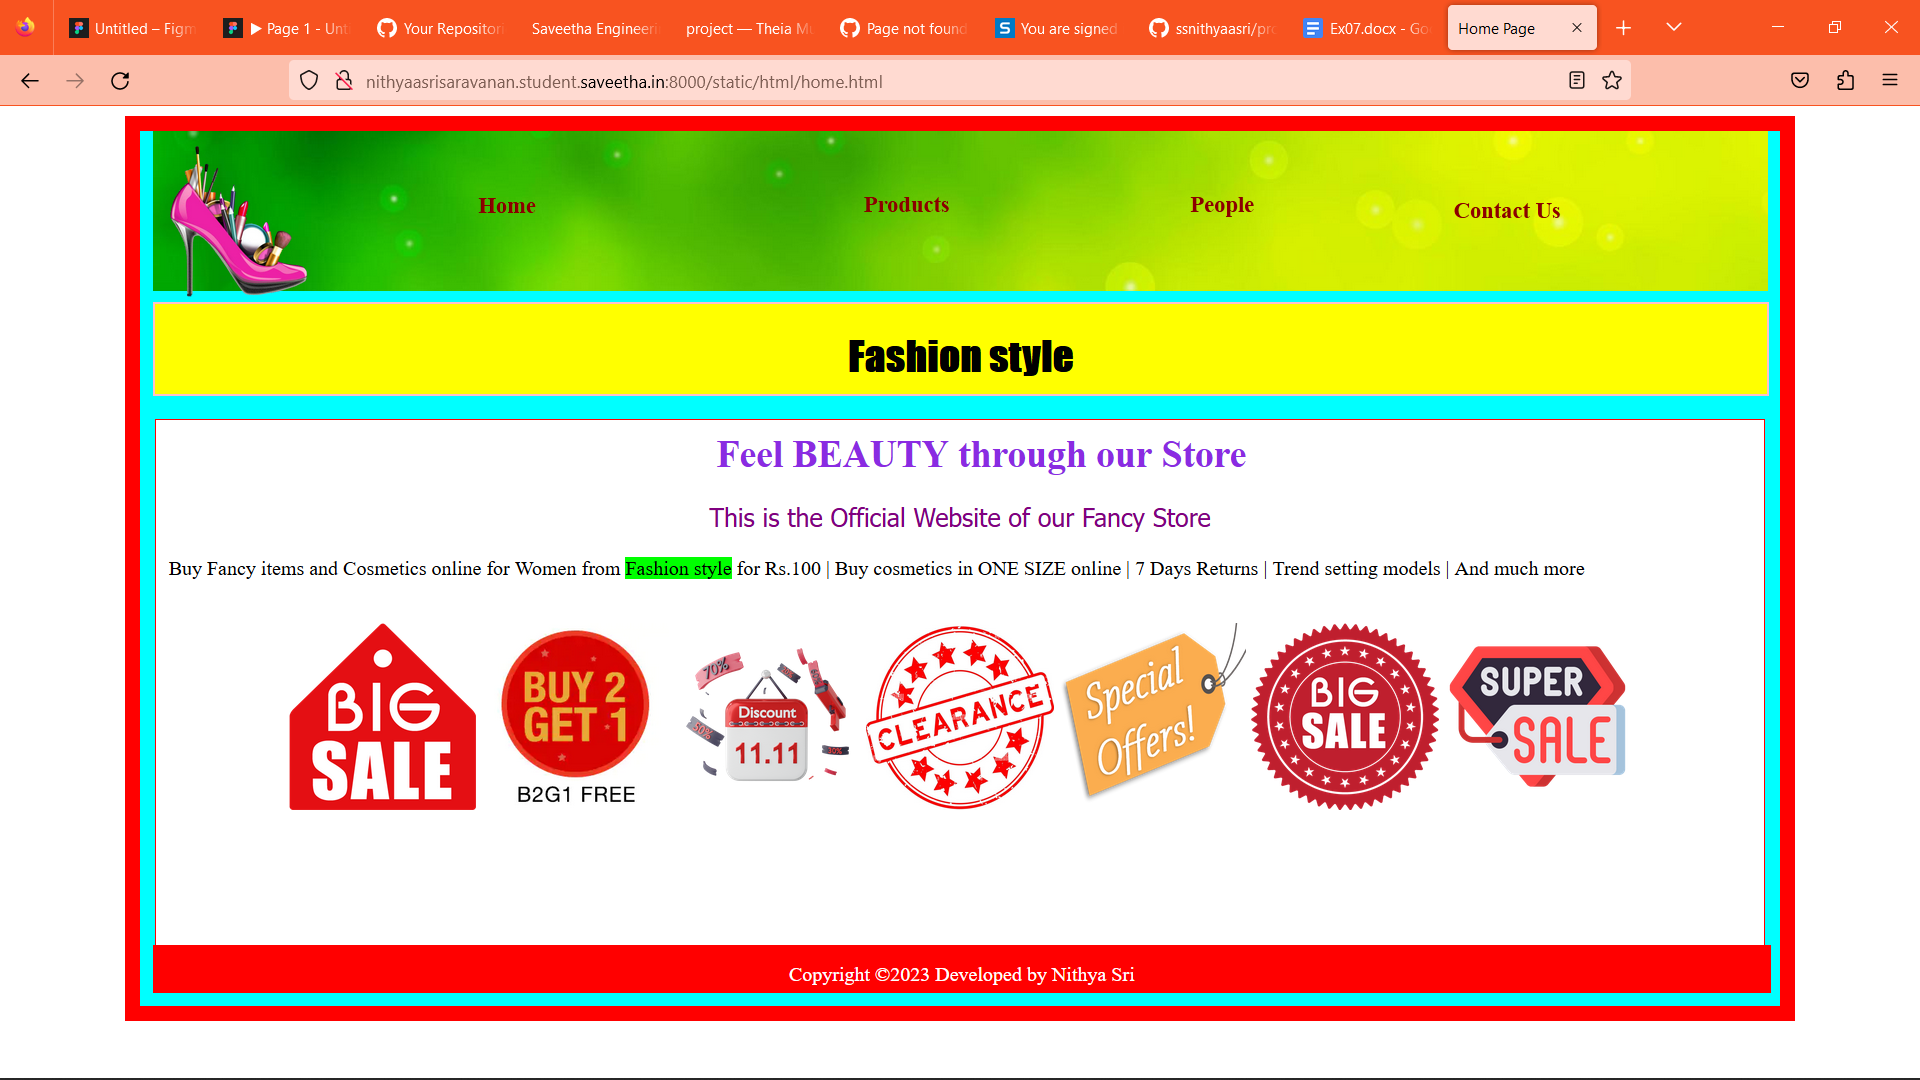 Untitled – Figm
▶ Page 1 - Unt
Your Repositori
Saveetha Engineerin
project — Theia Mu
Page not found
You are signed
ssnithyaasri/pro
Ex07.docx - Goo
Home Page
nithyaasrisaravanan.student.saveetha.in:8000/static/html/home.html
Home
Products
People
Contact Us
Fashion style
Feel BEAUTY through our Store
This is the Official Website of our Fancy Store
Buy Fancy items and Cosmetics online for Women from Fashion style for Rs.100 | Buy cosmetics in ONE SIZE online | 7 Days Returns | Trend setting models | And much more
BIG
SALE
BUY 2
GET 1
B2G1 FREE
70%
50%
30%
Discount
11.11
CLEARANCE
Special
Offers!
BIG
SALE
SUPER
SALE
Copyright ©2023 Developed by Nithya Sri